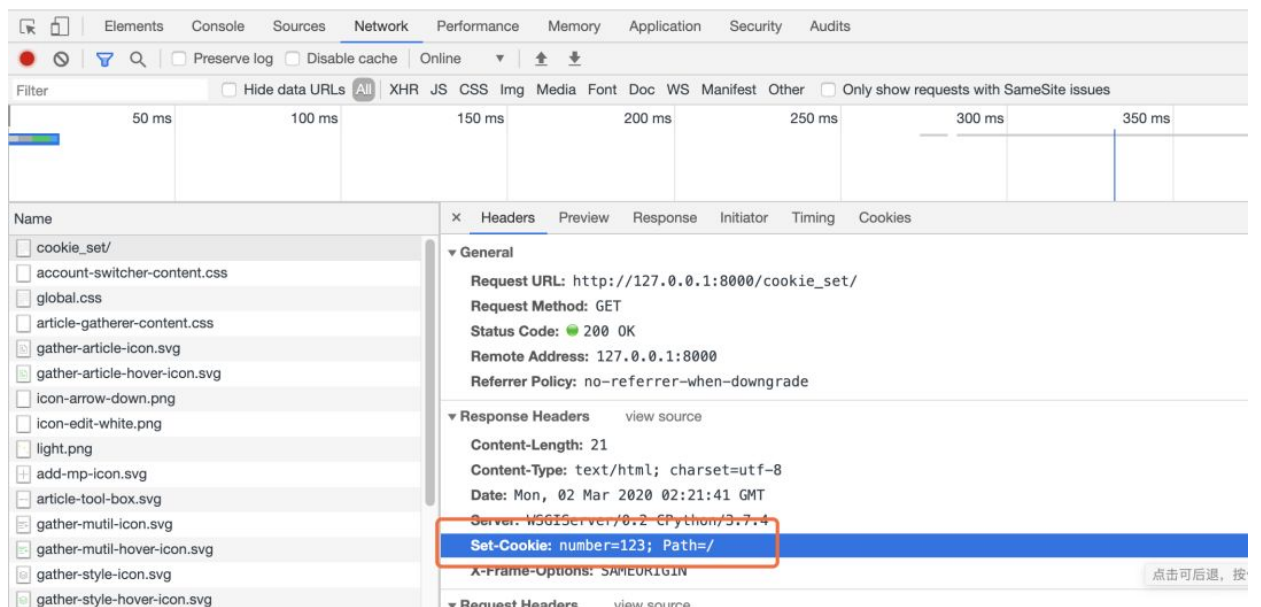 Elements Console Sources Network Performance Memory Application Security Audits
Preserve log Disable cache Online
Filter Hide data URLs All XHR JS CSS Img Media Font Doc WS Manifest Other Only show requests with SameSite issues
50 ms 100 ms 150 ms 200 ms 250 ms 300 ms 350 ms
Name
cookie_set/
account-switcher-content.css
global.css
article-gatherer-content.css
gather-article-icon.svg
gather-article-hover-icon.svg
icon-arrow-down.png
icon-edit-white.png
light.png
add-mp-icon.svg
article-tool-box.svg
gather-mutil-icon.svg
gather-mutil-hover-icon.svg
gather-style-icon.svg
gather-style-hover-icon.svg
× Headers Preview Response Initiator Timing Cookies
General
Request URL: http://127.0.0.1:8000/cookie_set/
Request Method: GET
Status Code: 200 OK
Remote Address: 127.0.0.1:8000
Referrer Policy: no-referrer-when-downgrade
Response Headers view source
Content-Length: 21
Content-Type: text/html; charset=utf-8
Date: Mon, 02 Mar 2020 02:21:41 GMT
Server: WSGIServer/0.2 CPython/3.7.4
Set-Cookie: number=123; Path=/
X-Frame-Options: SAMEORIGIN
点击可后退，按
Request Headers view source